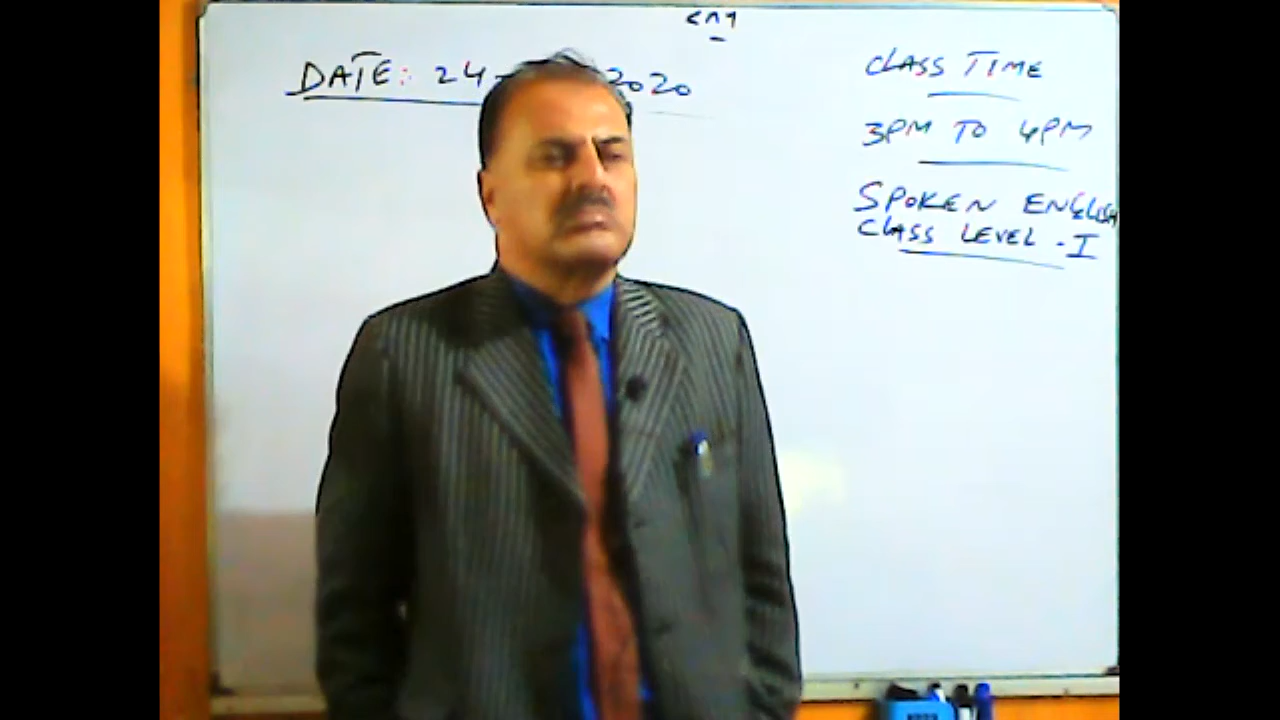 DATE: 24- 2020
CLASS TIME
3PM TO 4PM
SPOKEN ENGLISH
CLASS LEVEL - I